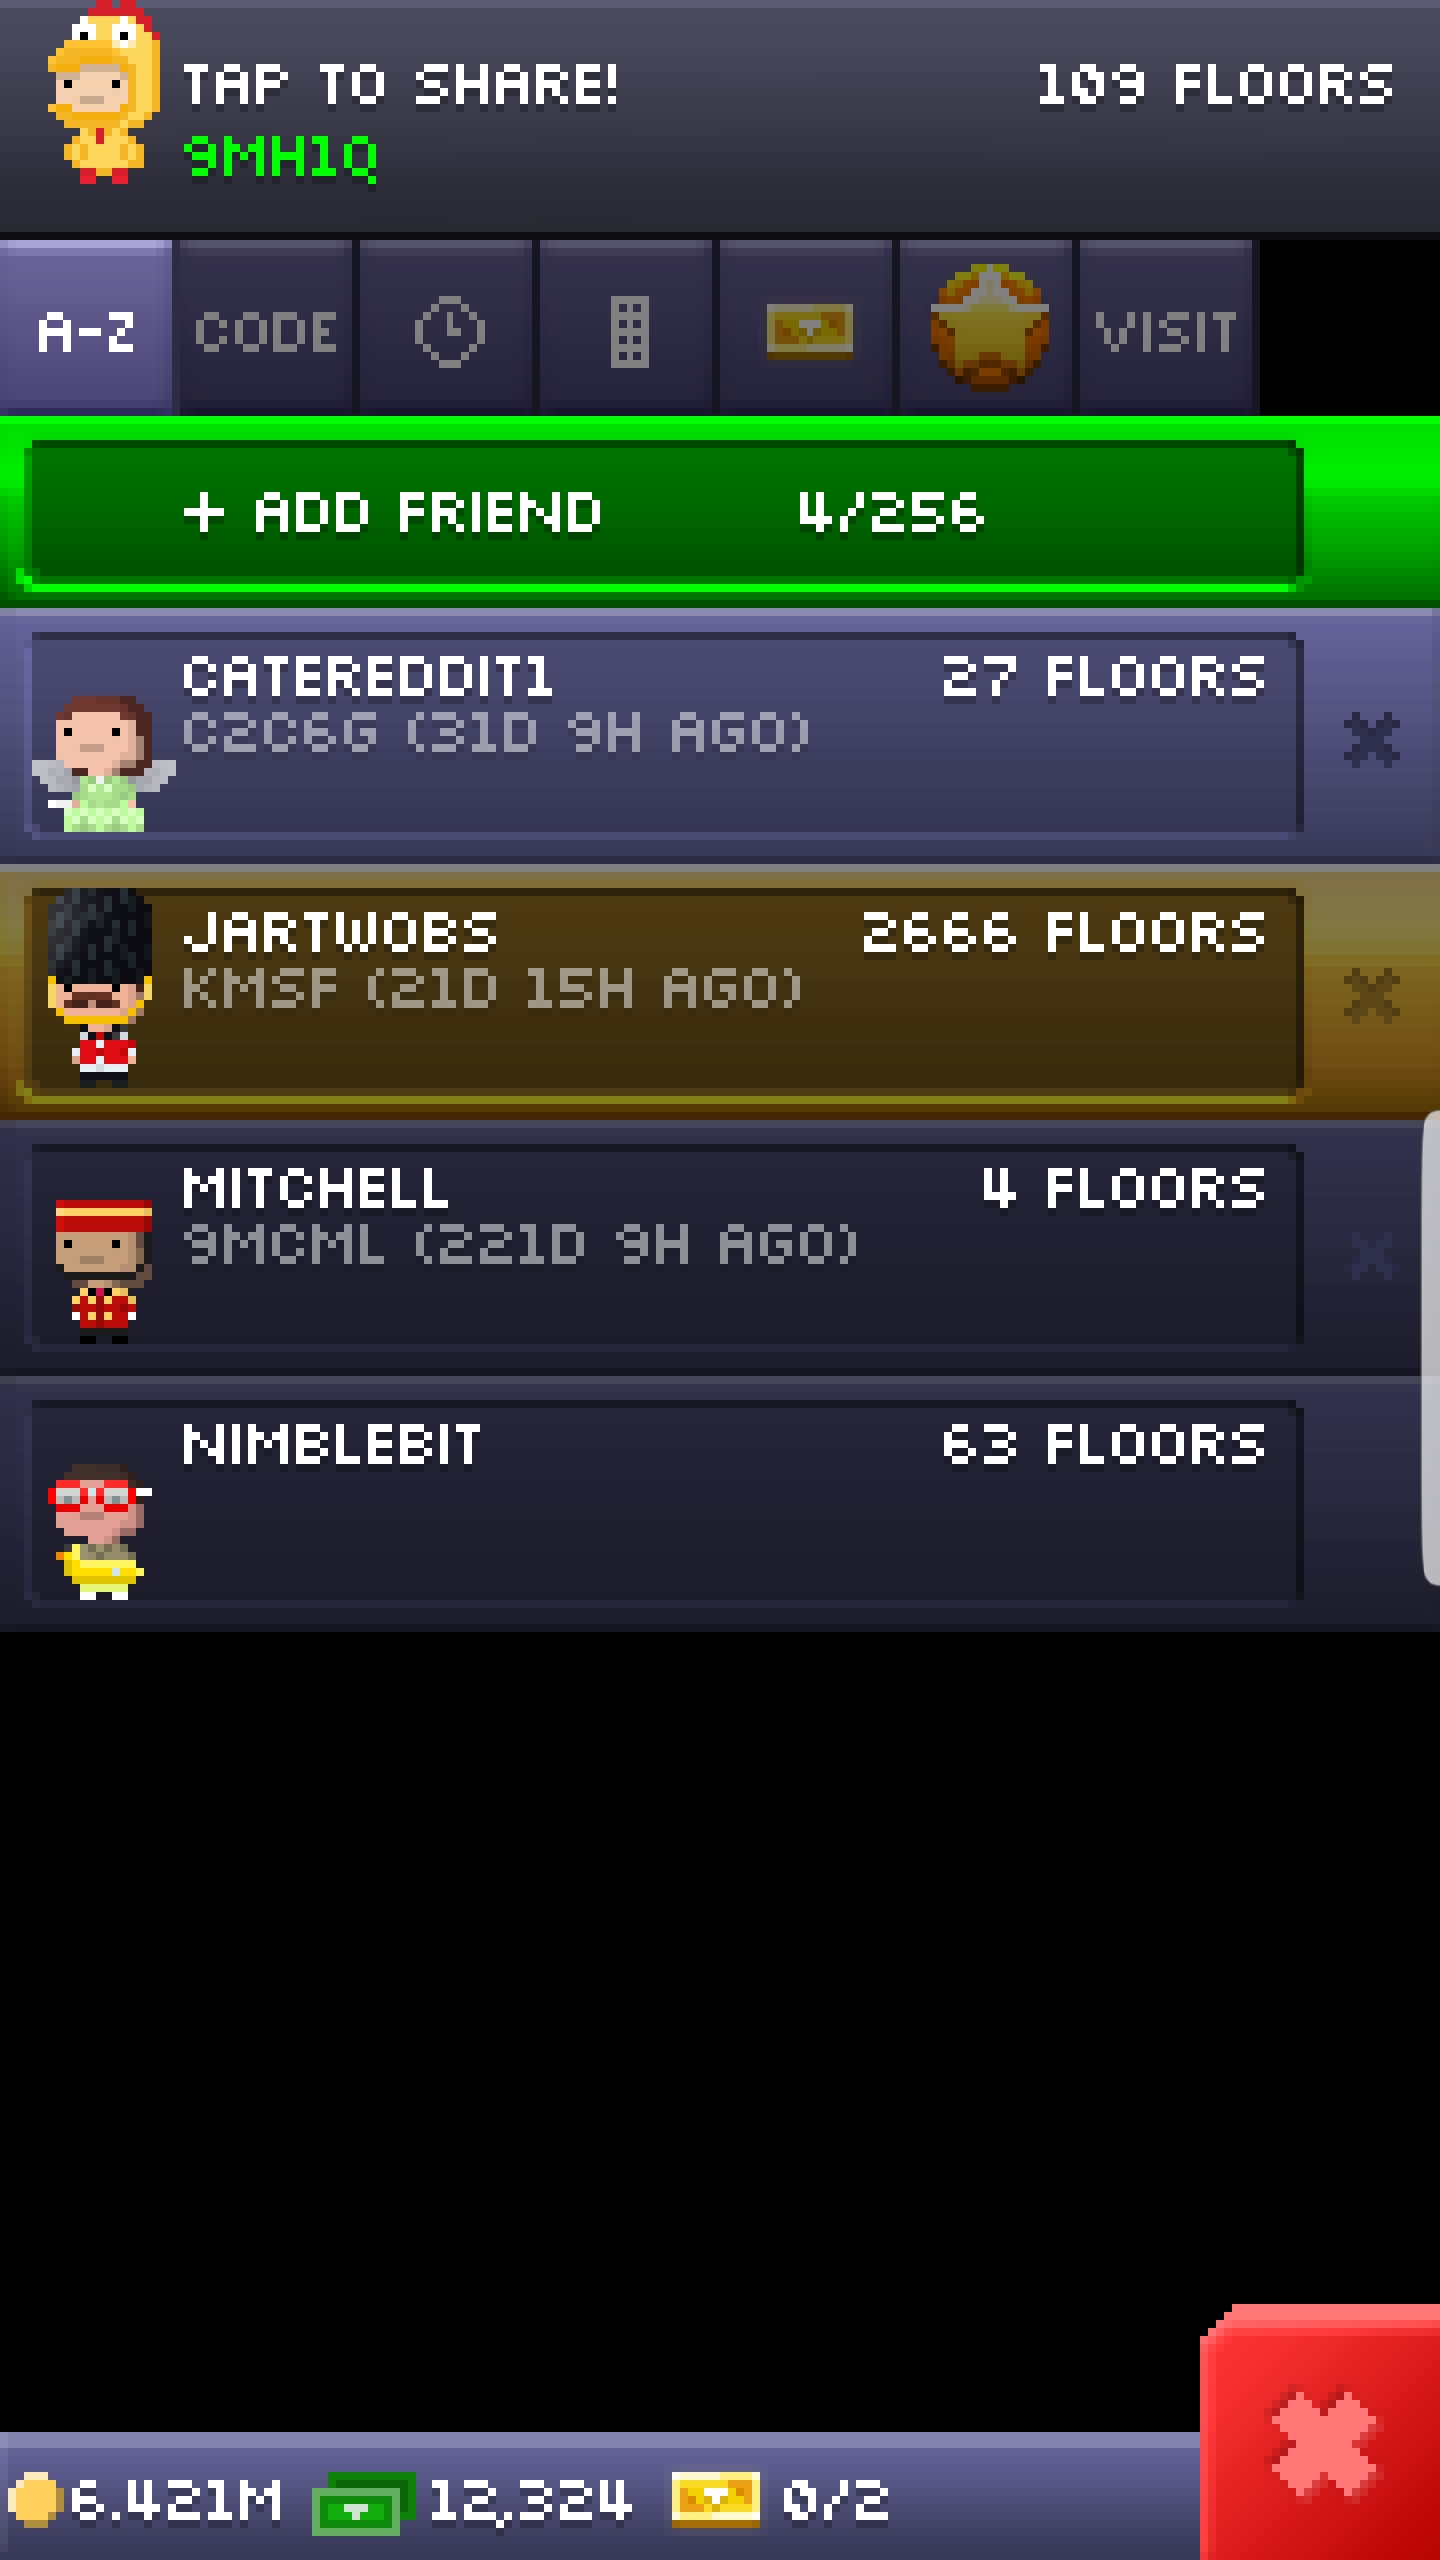 TAP TO SHARE! 109 FLOORS
9MH1Q
A-Z CODE VISIT
+ ADD FRIEND 4/256
CATEREDDIT1 27 FLOORS
C2C6G (31D 9H AGO)
JARTWOBS 2666 FLOORS
KMSF (21D 15H AGO)
MITCHELL 4 FLOORS
9MCML (221D 9H AGO)
NIMBLEBIT 63 FLOORS
6.421M 12,324 0/2